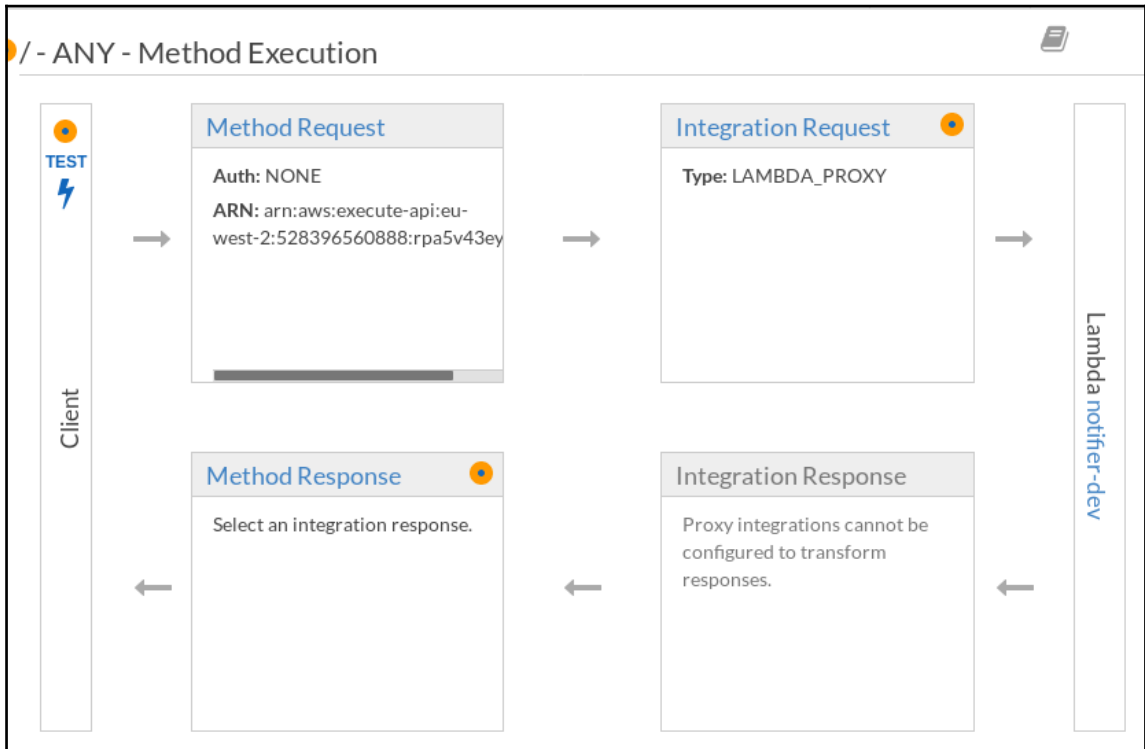 / - ANY - Method Execution
TEST
Client
Method Request
Auth: NONE
ARN: arn:aws:execute-api:eu-
west-2:528396560888:rpa5v43ey
Integration Request
Type: LAMBDA_PROXY
Lambda notifier-dev
Method Response
Select an integration response.
Integration Response
Proxy integrations cannot be
configured to transform
responses.